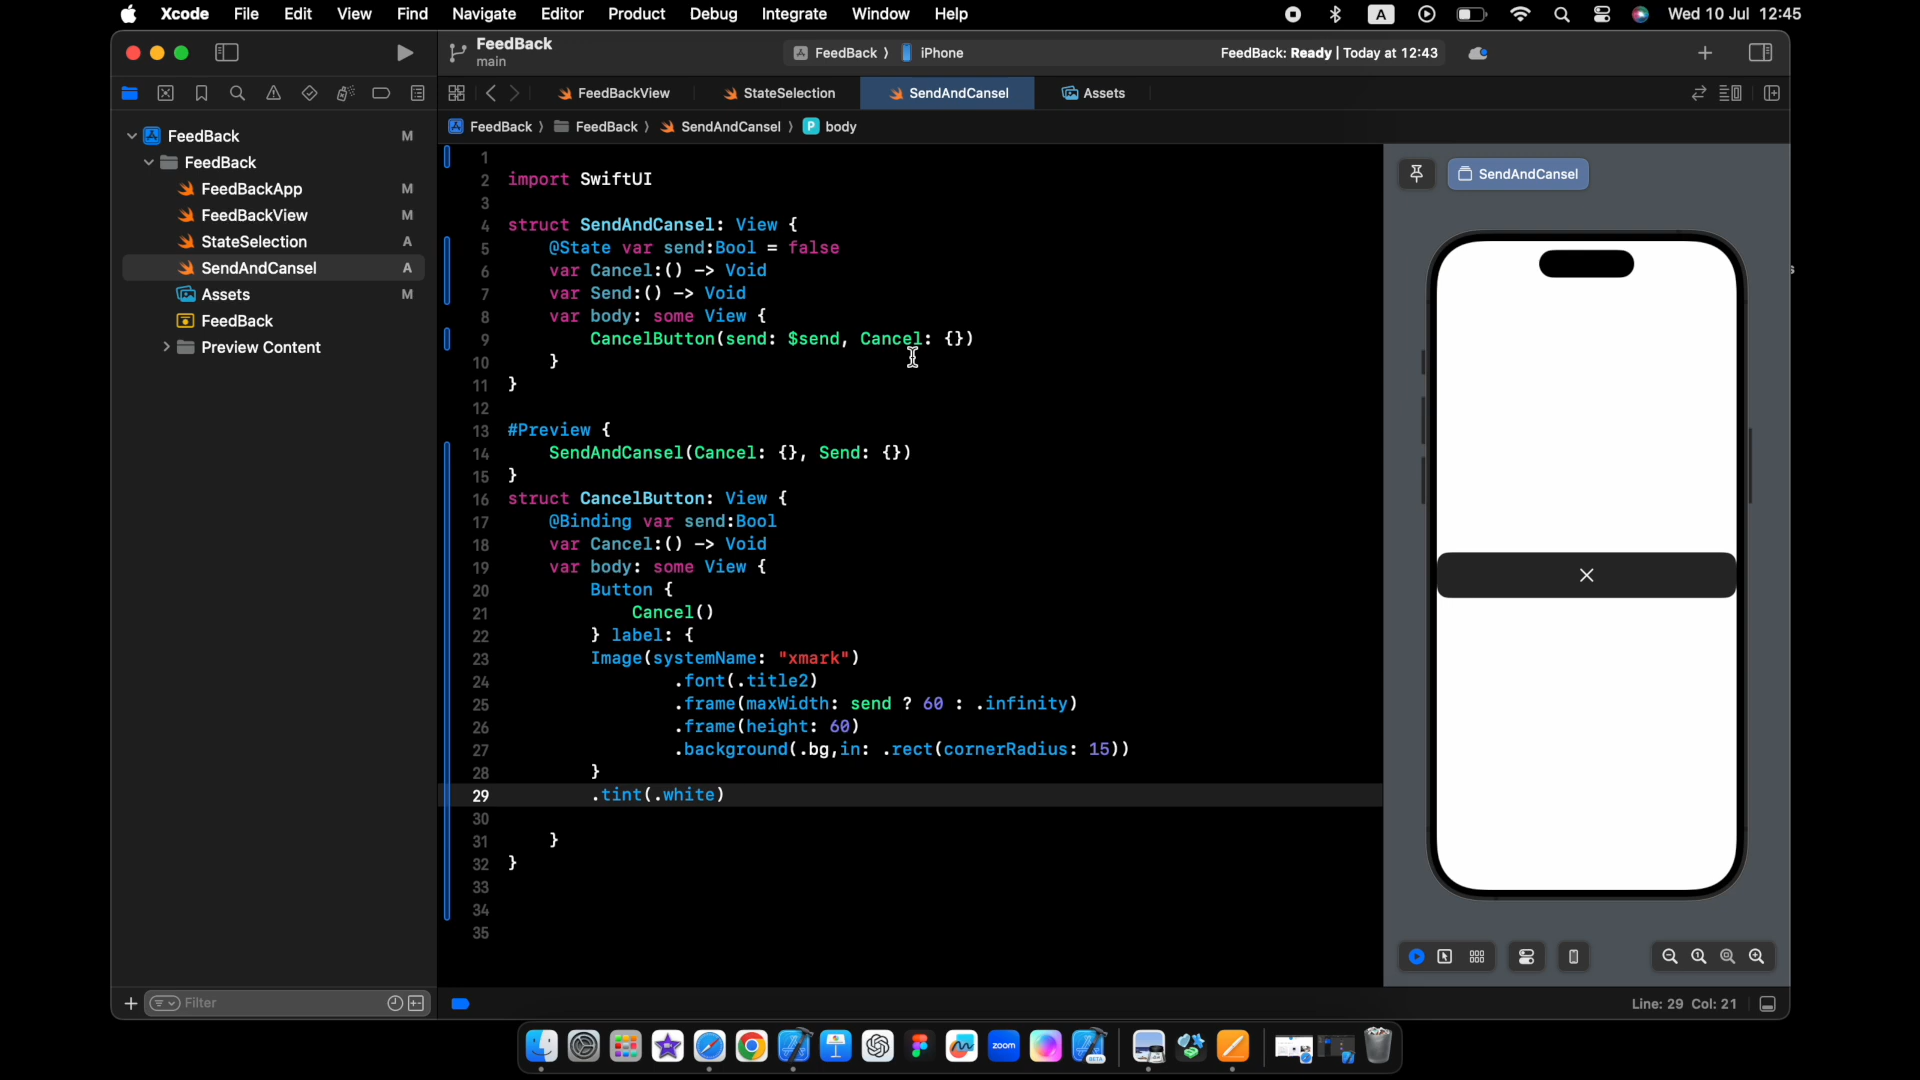 Xcode File Edit View Find Navigate Editor Product Debug Integrate Window Help A Wed 10 Jul 12:45
FeedBack
main
FeedBack iPhone FeedBack: Ready | Today at 12:43
FeedBackView StateSelection SendAndCansel Assets
FeedBack FeedBack SendAndCansel P body
FeedBack M
FeedBack
FeedBackApp M
FeedBackView M
StateSelection A
SendAndCansel A
Assets M
FeedBack
Preview Content
1
2 import SwiftUI
3
4 struct SendAndCansel: View {
5 @State var send:Bool = false
6 var Cancel:() -> Void
7 var Send:() -> Void
8 var body: some View {
9 CancelButton(send: $send, Cancel: {})
10 }
11 }
12
13 #Preview {
14 SendAndCansel(Cancel: {}, Send: {})
15 }
16 struct CancelButton: View {
17 @Binding var send:Bool
18 var Cancel:() -> Void
19 var body: some View {
20 Button {
21 Cancel()
22 } label: {
23 Image(systemName: "xmark")
24 .font(.title2)
25 .frame(maxWidth: send ? 60 : .infinity)
26 .frame(height: 60)
27 .background(.bg,in: .rect(cornerRadius: 15))
28 }
29 .tint(.white)
30
31 }
32 }
33
34
35
SendAndCansel
Filter
Line: 29 Col: 21
zoom
BETA